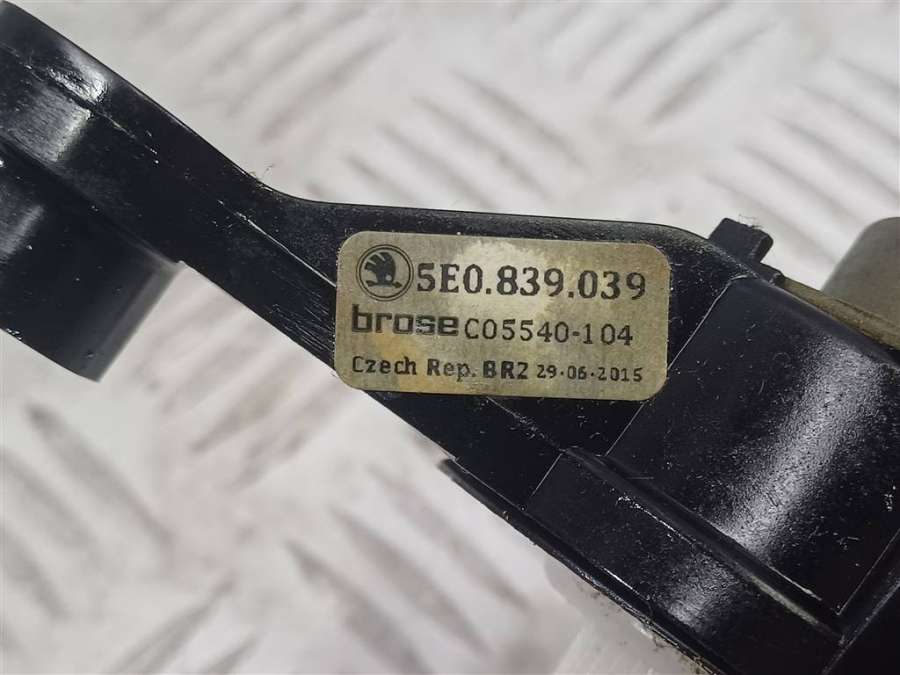 5E0.839.039
brose C05540-104
Czech Rep. BR2 29·06·2015